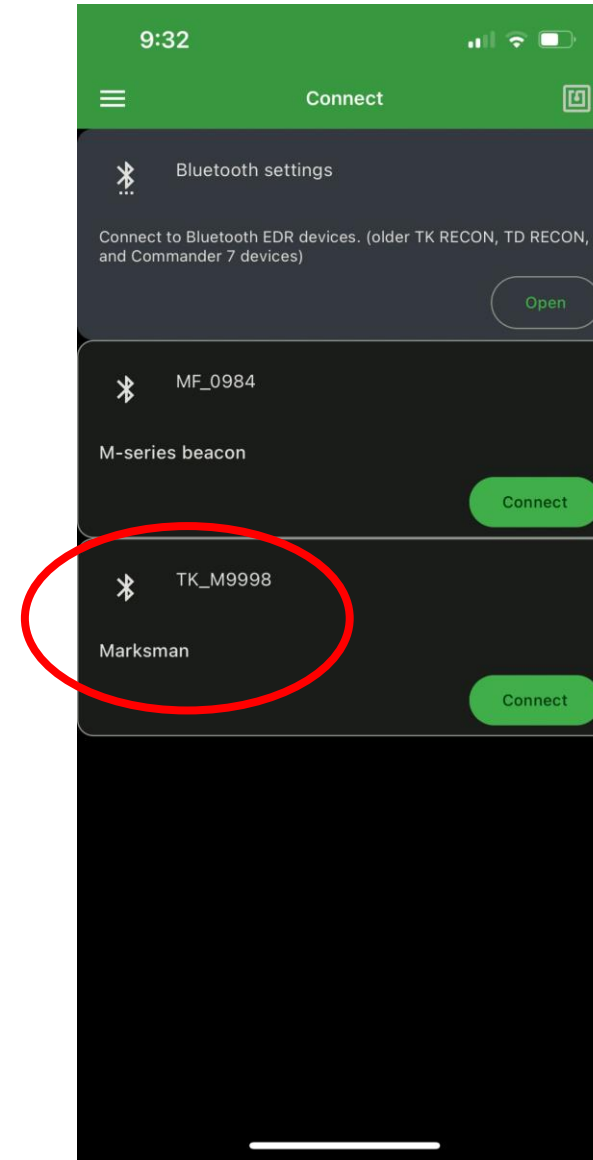 9:32
Connect
Bluetooth settings
Connect to Bluetooth EDR devices. (older TK RECON, TD RECON,
and Commander 7 devices)
Open
MF_0984
M-series beacon
Connect
TK_M9998
Marksman
Connect